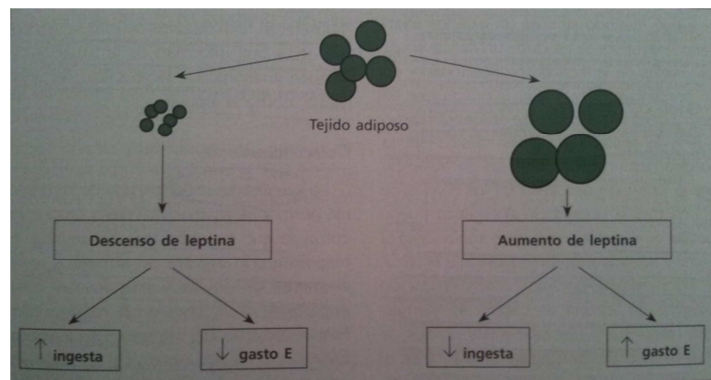 Tejido adiposo
Descenso de leptina
Aumento de leptina
↑ ingesta
↓ gasto E
↓ ingesta
↑ gasto E